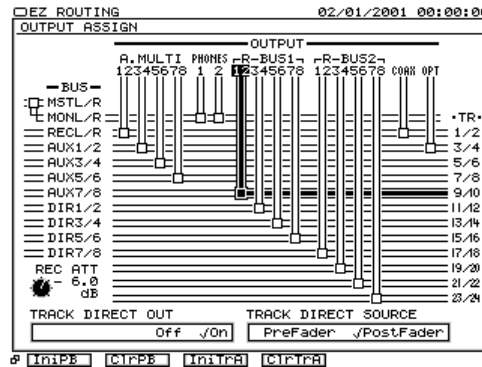 EZ ROUTING 02/01/2001 00:00:00
OUTPUT ASSIGN
OUTPUT
A.MULTI PHONES R-BUS1 R-BUS2
12345678 1 2 12345678 12345678 COAX OPT
BUS
MSTL/R
MONL/R ·TR·
RECL/R 1/2
AUX1/2 3/4
AUX3/4 5/6
AUX5/6 7/8
AUX7/8 9/10
DIR1/2 11/12
DIR3/4 13/14
DIR5/6 15/16
DIR7/8 17/18
REC ATT 19/20
- 6.0 21/22
dB 23/24
TRACK DIRECT OUT TRACK DIRECT SOURCE
Off √On PreFader √PostFader
IniPB ClrPB IniTrA ClrTrA